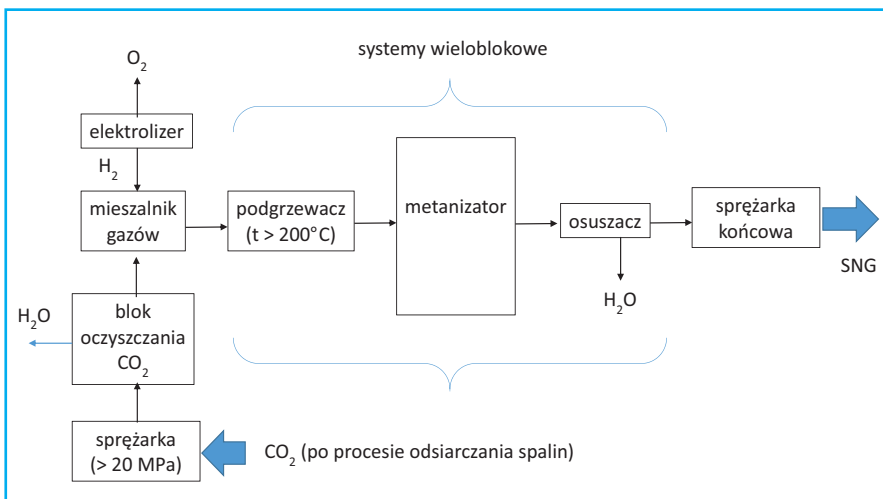 systemy wieloblokowe
O₂
elektrolizer
H₂
mieszalnik
gazów
podgrzewacz
(t > 200°C)
metanizator
osuszacz
H₂O
sprężarka
końcowa
SNG
H₂O
blok
oczyszczania
CO₂
sprężarka
(> 20 MPa)
CO₂ (po procesie odsiarczania spalin)